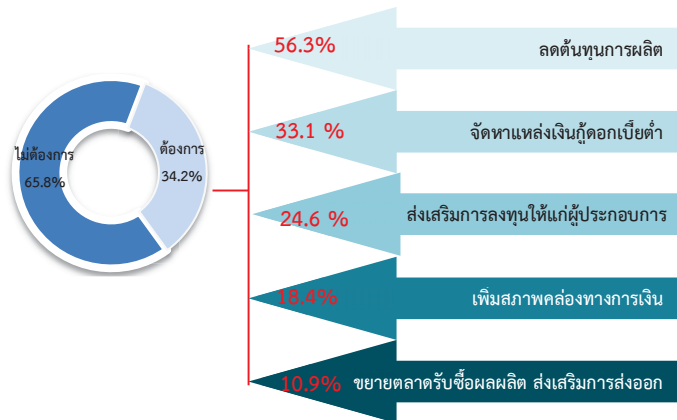 ไม่ต้องการ
65.8%
ต้องการ
34.2%
56.3% ลดต้นทุนการผลิต
33.1 % จัดหาแหล่งเงินกู้ดอกเบี้ยต่ำ
24.6 % ส่งเสริมการลงทุนให้แก่ผู้ประกอบการ
18.4% เพิ่มสภาพคล่องทางการเงิน
10.9% ขยายตลาดรับซื้อผลผลิต ส่งเสริมการส่งออก